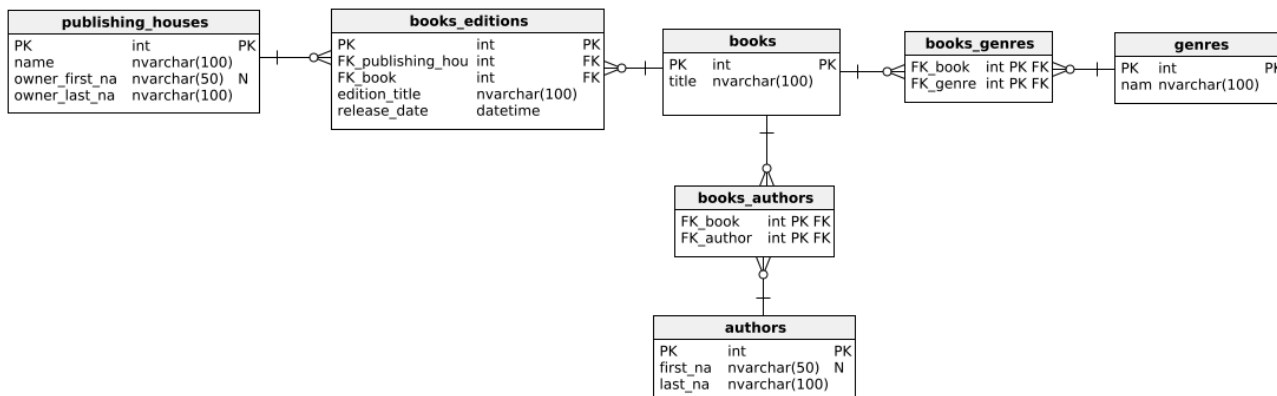 publishing_houses
PK int PK
name nvarchar(100)
owner_first_na nvarchar(50) N
owner_last_na nvarchar(100)
books_editions
PK int PK
FK_publishing_hou int FK
FK_book int FK
edition_title nvarchar(100)
release_date datetime
books
PK int PK
title nvarchar(100)
books_genres
FK_book int PK FK
FK_genre int PK FK
genres
PK int PK
nam nvarchar(100)
books_authors
FK_book int PK FK
FK_author int PK FK
authors
PK int PK
first_na nvarchar(50) N
last_na nvarchar(100)